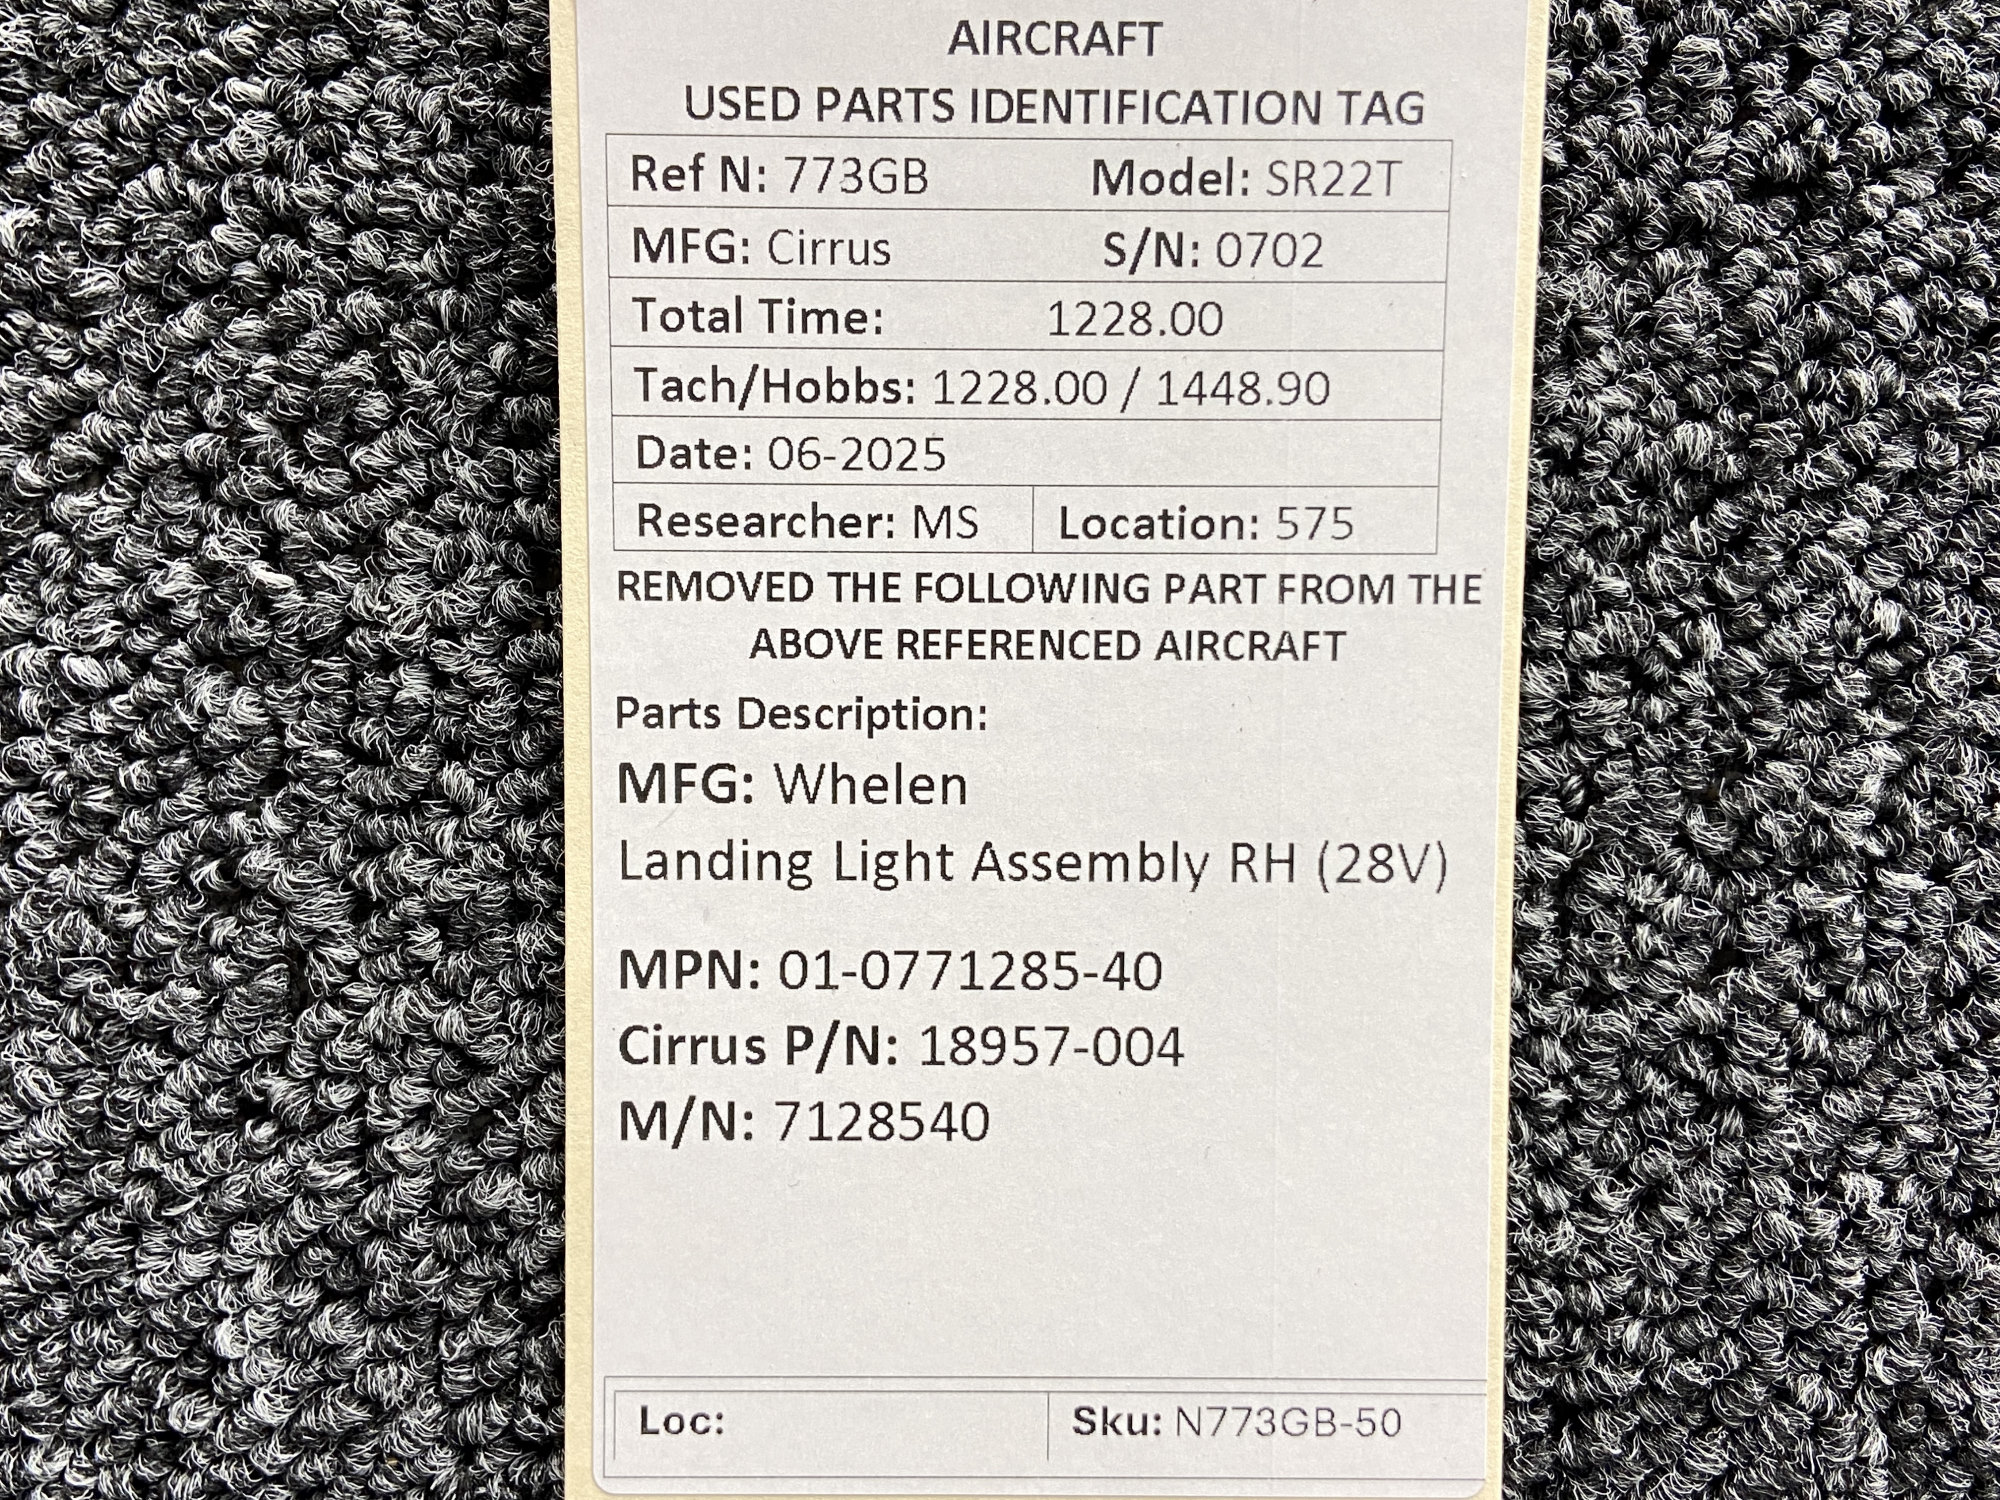 AIRCRAFT
USED PARTS IDENTIFICATION TAG
Ref N: 773GB Model: SR22T
MFG: Cirrus S/N: 0702
Total Time: 1228.00
Tach/Hobbs: 1228.00 / 1448.90
Date: 06-2025
Researcher: MS Location: 575
REMOVED THE FOLLOWING PART FROM THE
ABOVE REFERENCED AIRCRAFT
Parts Description:
MFG: Whelen
Landing Light Assembly RH (28V)
MPN: 01-0771285-40
Cirrus P/N: 18957-004
M/N: 7128540
Loc: Sku: N773GB-50